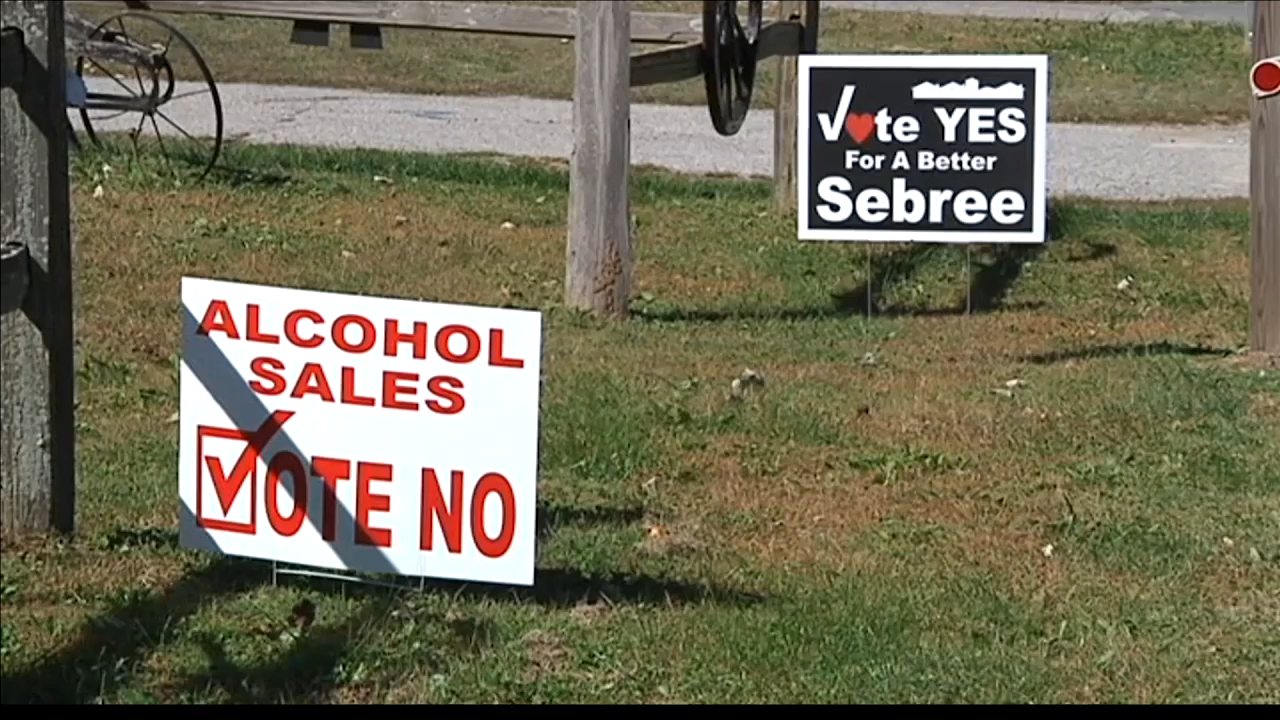 ALCOHOL
SALES
VOTE NO
Vote YES
For A Better
Sebree